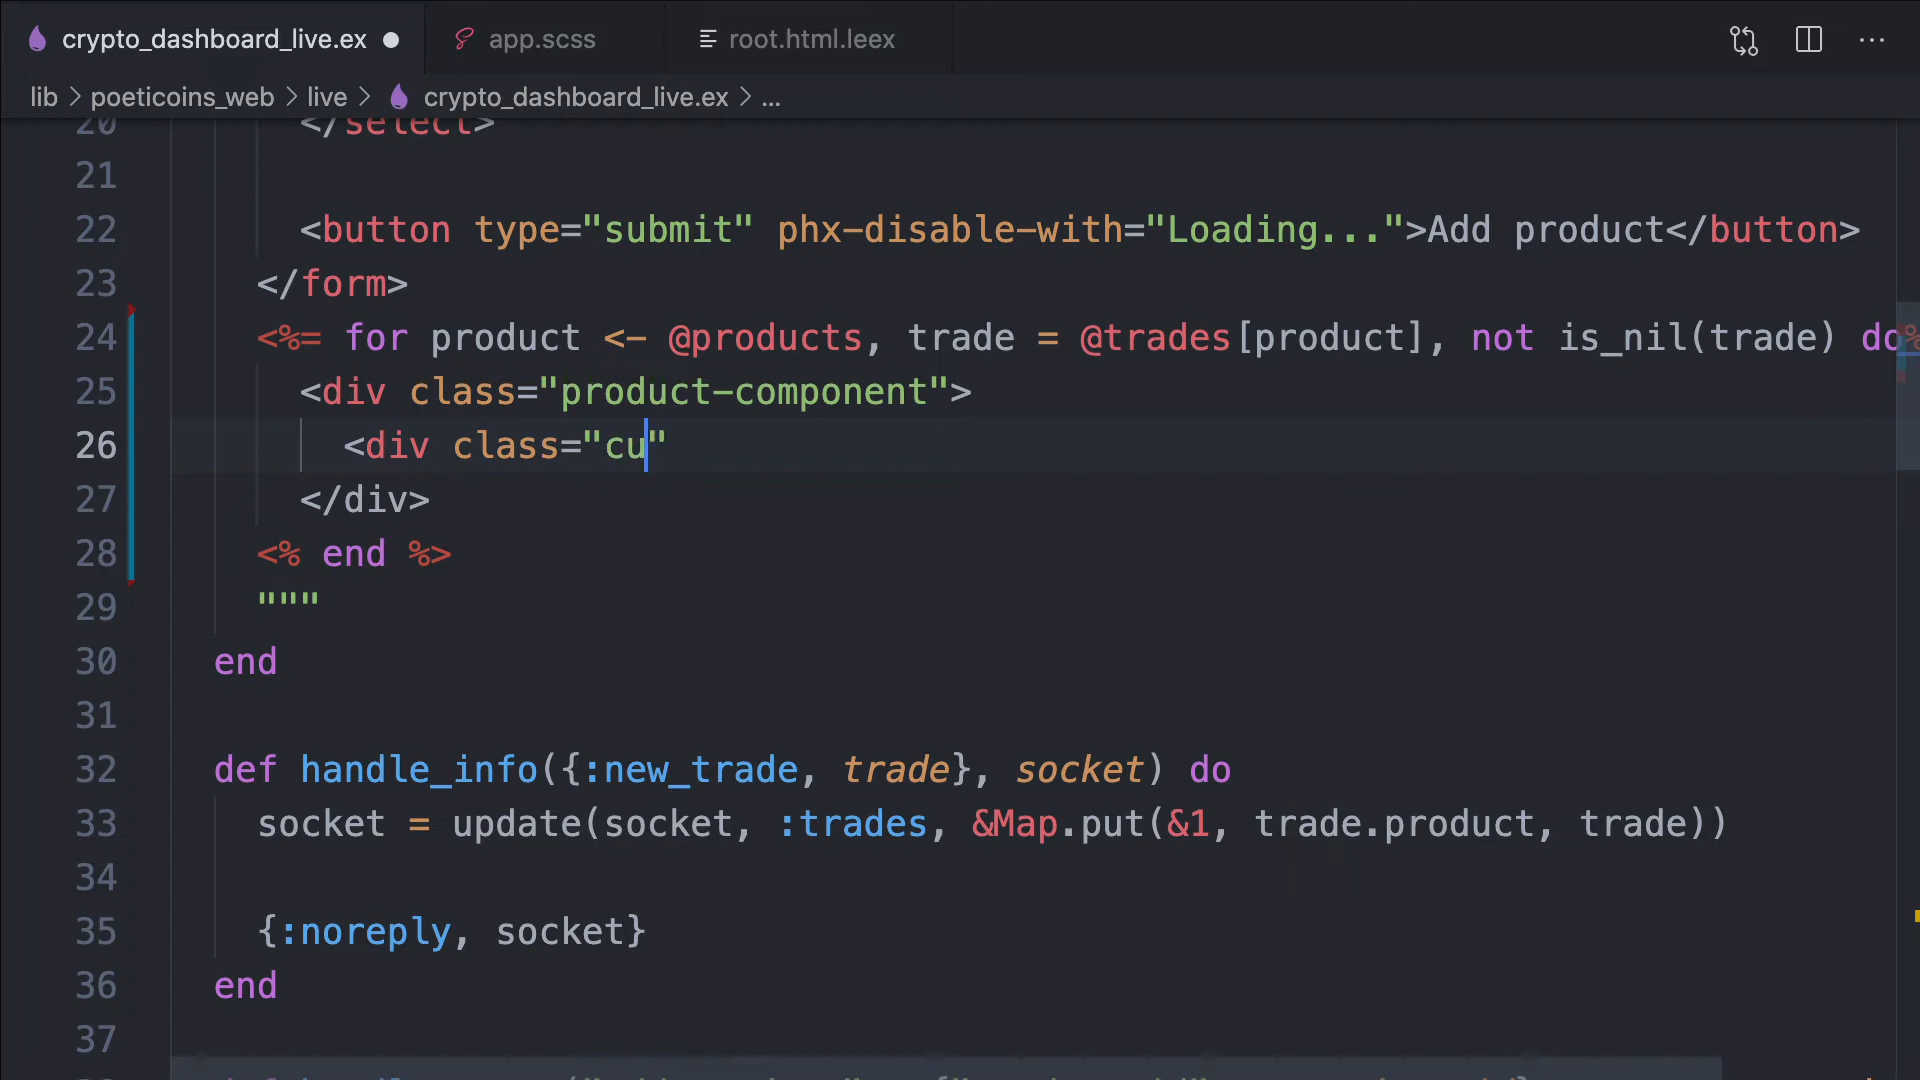 crypto_dashboard_live.ex ● app.scss root.html.leex ...
lib > poeticoins_web > live > crypto_dashboard_live.ex > ...
20 </select>
21
22 <button type="submit" phx-disable-with="Loading...">Add product</button>
23 </form>
24 <%= for product <- @products, trade = @trades[product], not is_nil(trade) do%
25 <div class="product-component">
26 <div class="cu"
27 </div>
28 <% end %>
29 """
30 end
31
32 def handle_info({:new_trade, trade}, socket) do
33 socket = update(socket, :trades, &Map.put(&1, trade.product, trade))
34
35 {:noreply, socket}
36 end
37